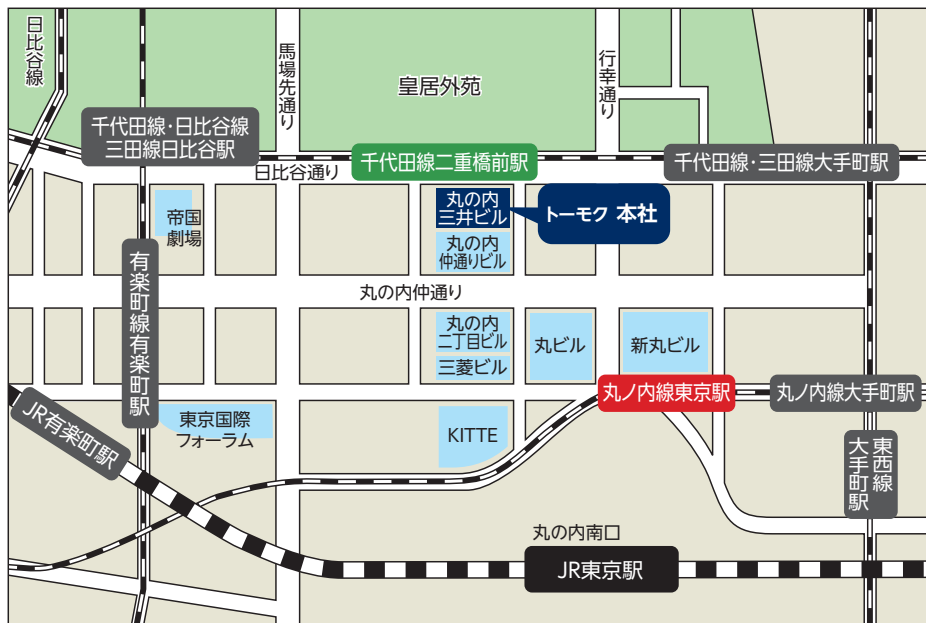 日比谷線
馬場先通り
皇居外苑
行幸通り
千代田線・日比谷線
三田線日比谷駅
日比谷通り
千代田線二重橋前駅
千代田線・三田線大手町駅
帝国
劇場
丸の内
三井ビル
トーモク 本社
丸の内
仲通りビル
有楽町線有楽町駅
丸の内仲通り
丸の内
二丁目ビル
三菱ビル
丸ビル
新丸ビル
丸ノ内線東京駅
丸ノ内線大手町駅
JR有楽町駅
東京国際
フォーラム
KITTE
東西線
大手町駅
丸の内南口
JR東京駅